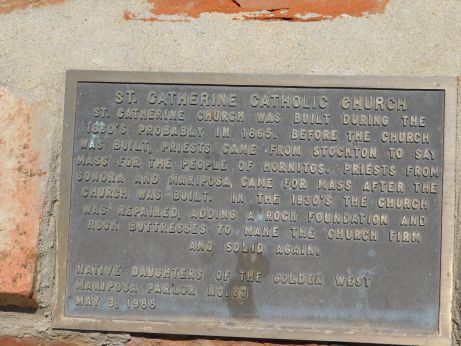 ST. CATHERINE CATHOLIC CHURCH
ST. CATHERINE CHURCH WAS BUILT DURING THE
1860'S PROBABLY IN 1865. BEFORE THE CHURCH
WAS BUILT, PRIESTS CAME FROM STOCKTON TO SAY
MASS FOR THE PEOPLE OF HORNITOS. PRIESTS FROM
SONORA AND MARIPOSA CAME FOR MASS AFTER THE
CHURCH WAS BUILT. IN THE 1930'S THE CHURCH
WAS REPAIRED, ADDING A ROCK FOUNDATION AND
ROCK BUTTRESSES TO MAKE THE CHURCH FIRM
AND SOLID AGAIN.
NATIVE DAUGHTERS OF THE GOLDEN WEST
MARIPOSA PARLOR NO. 63
MAY 3, 1988